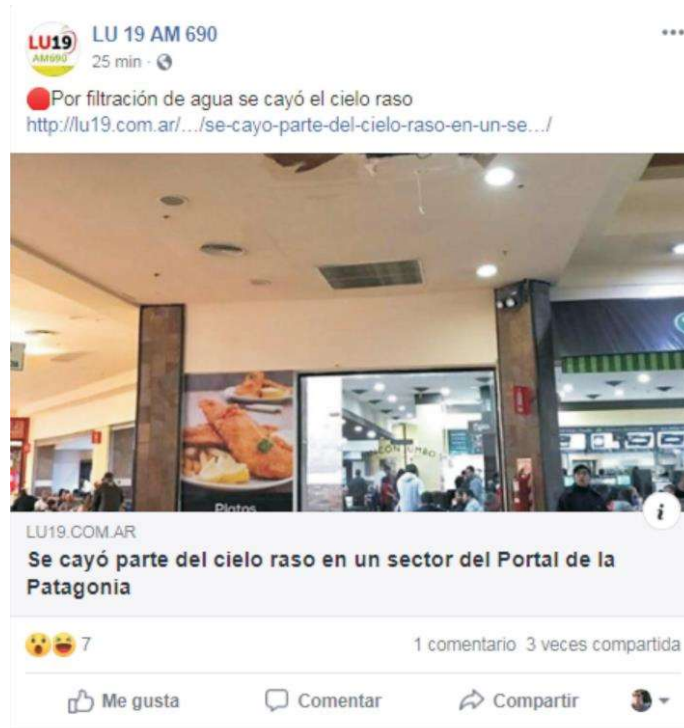 LU19
AM690
LU 19 AM 690
25 min ·
Por filtración de agua se cayó el cielo raso
http://lu19.com.ar/.../se-cayo-parte-del-cielo-raso-en-un-se.../
Platos
LU19.COM.AR
Se cayó parte del cielo raso en un sector del Portal de la
Patagonia
7
1 comentario 3 veces compartida
Me gusta
Comentar
Compartir